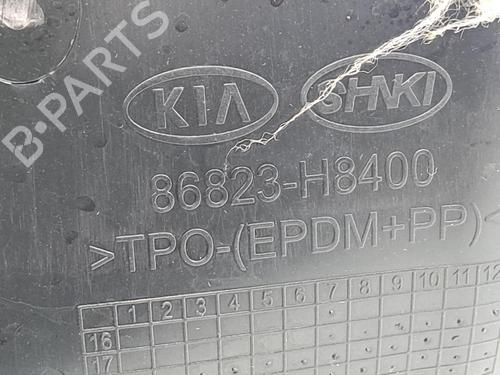 B-PARTS
KIA SHNKI
86823-H8400
>TPO-(EPDM+PP)<
1 2 3 4 5 6 7 8 9 10 11 12
16
17